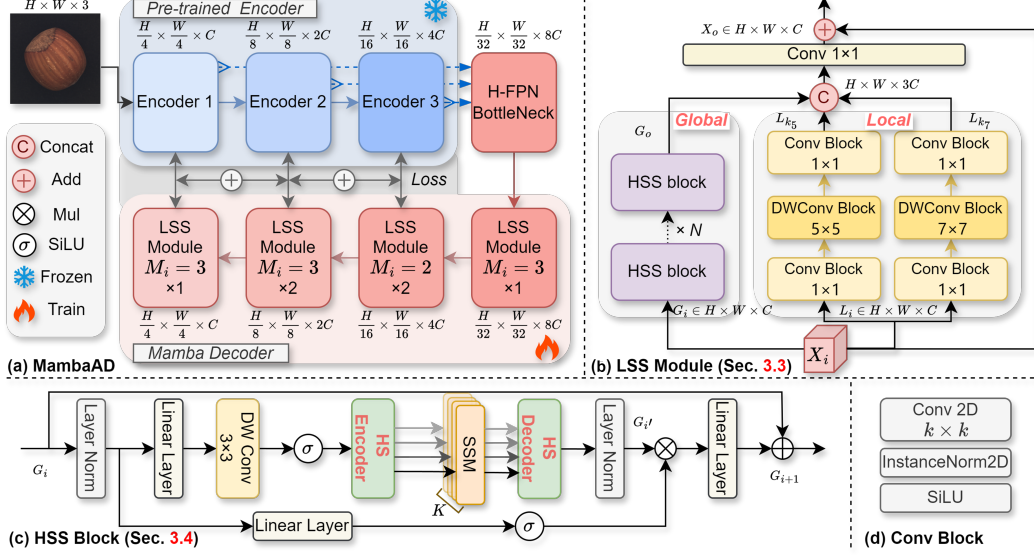 H × W × 3
Pre-trained Encoder
H/4 × W/4 × C
H/8 × W/8 × 2C
H/16 × W/16 × 4C
H/32 × W/32 × 8C
Encoder 1
Encoder 2
Encoder 3
H-FPN
BottleNeck
C Concat
+ Add
Mul
σ SiLU
Frozen
Train
+
+
Loss
LSS
Module
M_i = 3
×1
LSS
Module
M_i = 3
×2
LSS
Module
M_i = 2
×2
LSS
Module
M_i = 3
×1
H/4 × W/4 × C
H/8 × W/8 × 2C
H/16 × W/16 × 4C
H/32 × W/32 × 8C
Mamba Decoder
(a) MambaAD
X_o ∈ H × W × C
+
Conv 1×1
C
H × W × 3C
G_o
Global
HSS block
× N
HSS block
G_i ∈ H × W × C
L_k5
Local
L_k7
Conv Block
1×1
DWConv Block
5×5
Conv Block
1×1
Conv Block
1×1
DWConv Block
7×7
Conv Block
1×1
L_i ∈ H × W × C
X_i
(b) LSS Module (Sec. 3.3)
G_i
Layer Norm
Linear Layer
DW Conv
3×3
σ
HS
Encoder
SSM
K
HS
Decoder
Layer Norm
G_i′
Linear Layer
G_i+1
Linear Layer
σ
(c) HSS Block (Sec. 3.4)
Conv 2D
k × k
InstanceNorm2D
SiLU
(d) Conv Block